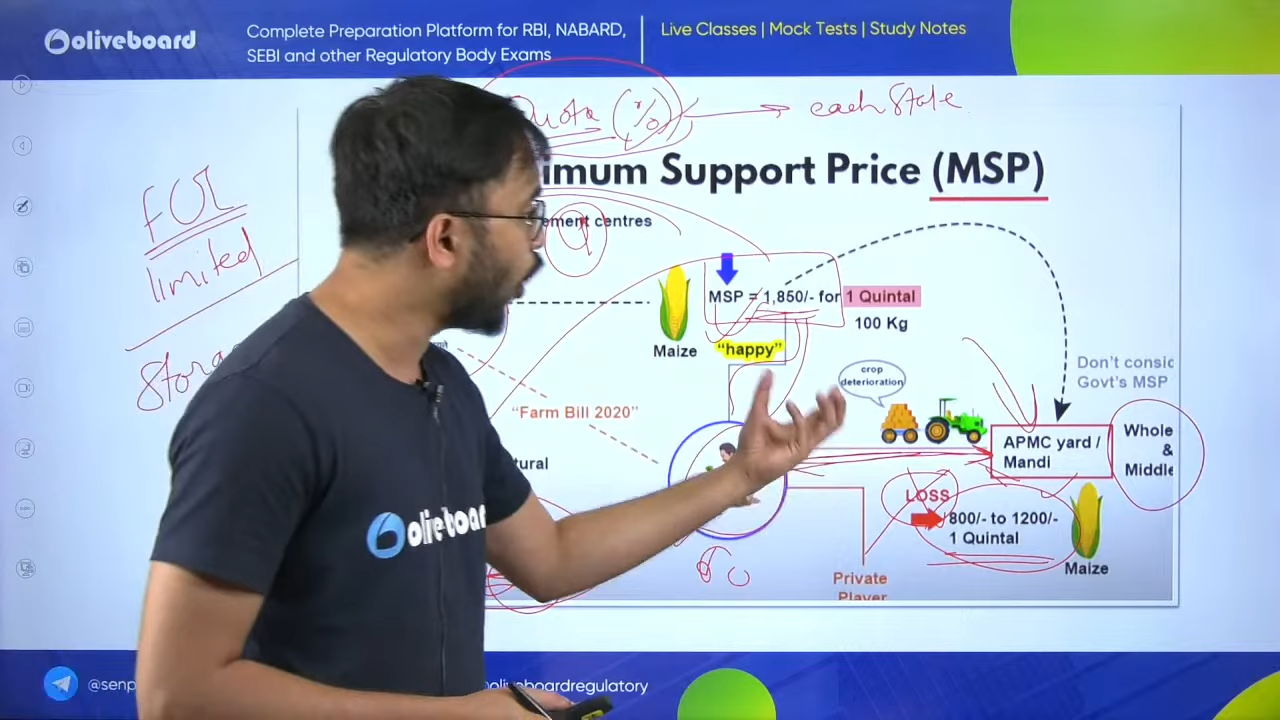 oliveboard
Complete Preparation Platform for RBI, NABARD,
SEBI and other Regulatory Body Exams
Live Classes | Mock Tests | Study Notes
Quota (%) each State
imum Support Price (MSP)
ement centres
FCI
limited
MSP = 1,850/- for 1 Quintal
100 Kg
Maize
"happy"
crop
deterioration
Don't consid
Govt's MSP
"Farm Bill 2020"
APMC yard /
Mandi
Whole
&
Middle
tural
LOSS
800/- to 1200/-
1 Quintal
Maize
Private
Player
oliveboar
@senp
oliveboardregulatory